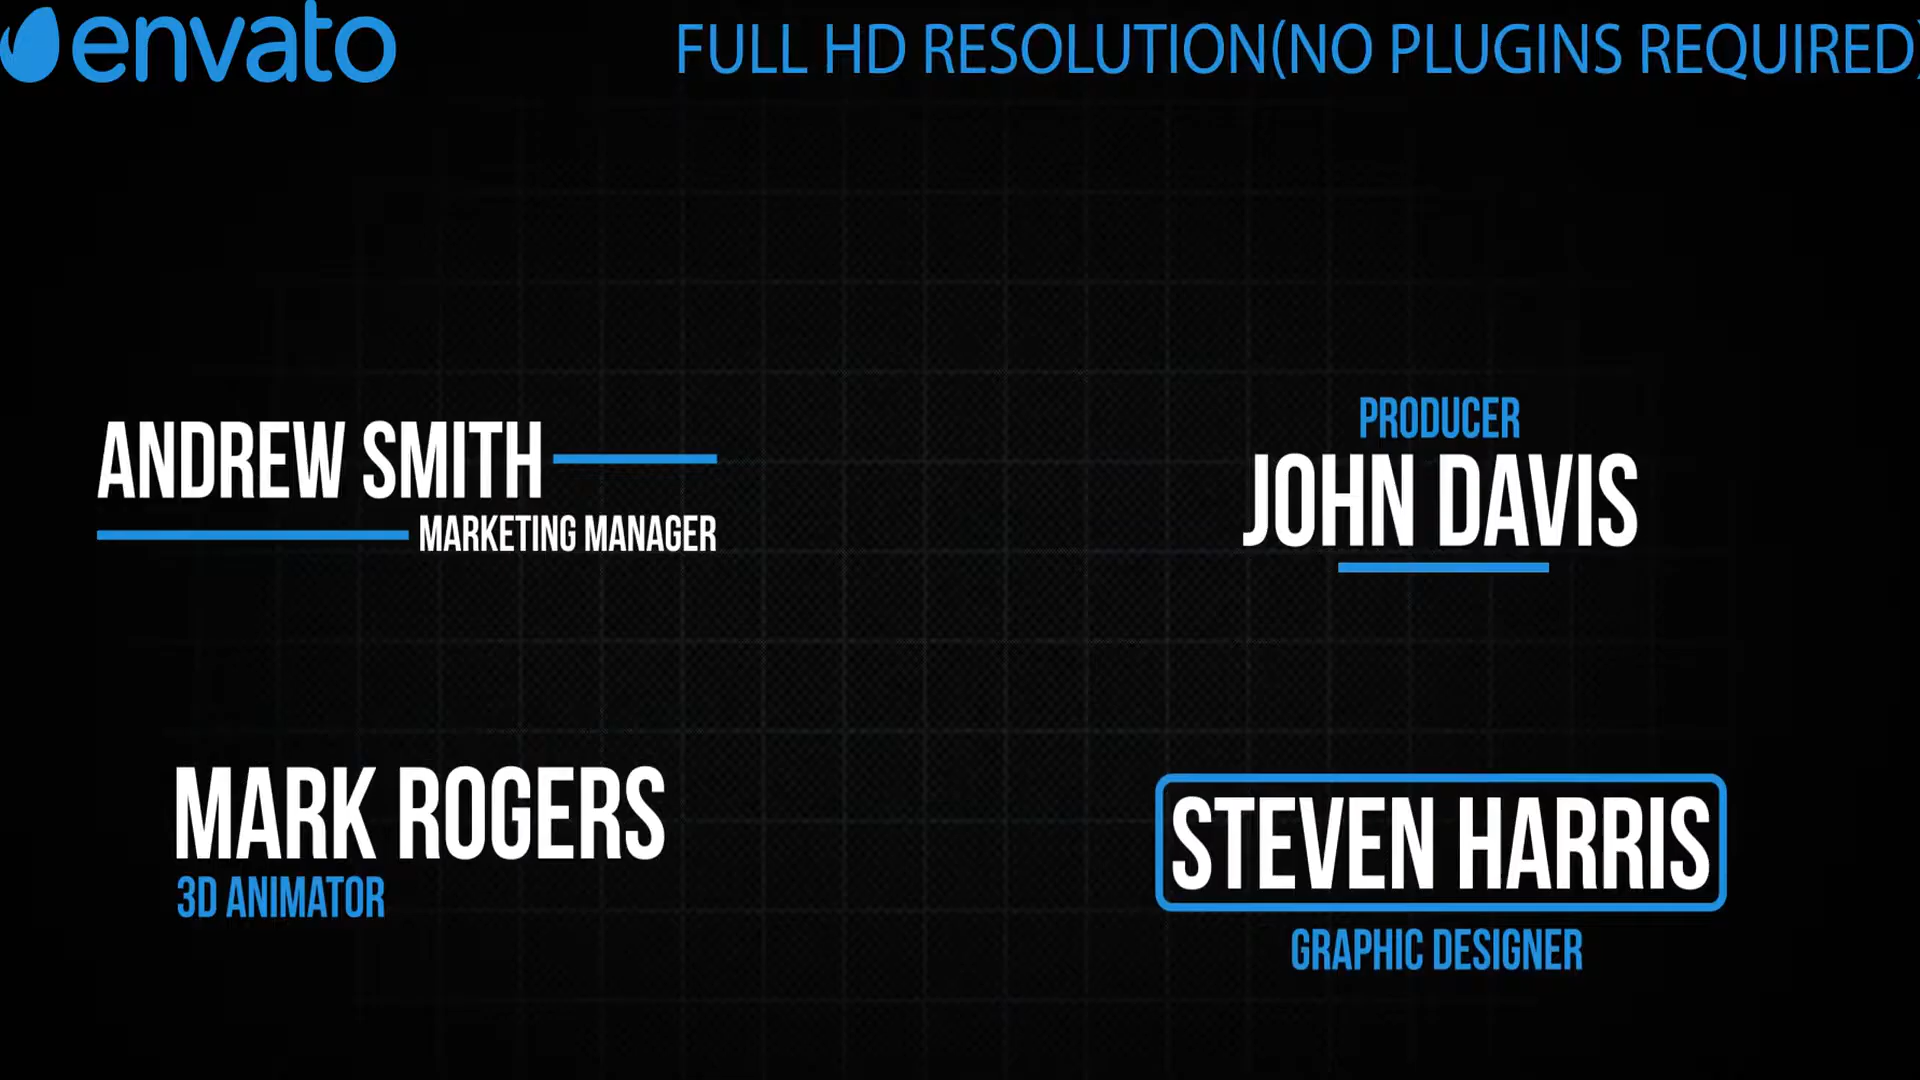 envato
FULL HD RESOLUTION(NO PLUGINS REQUIRED)
ANDREW SMITH
MARKETING MANAGER
PRODUCER
JOHN DAVIS
MARK ROGERS
3D ANIMATOR
STEVEN HARRIS
GRAPHIC DESIGNER